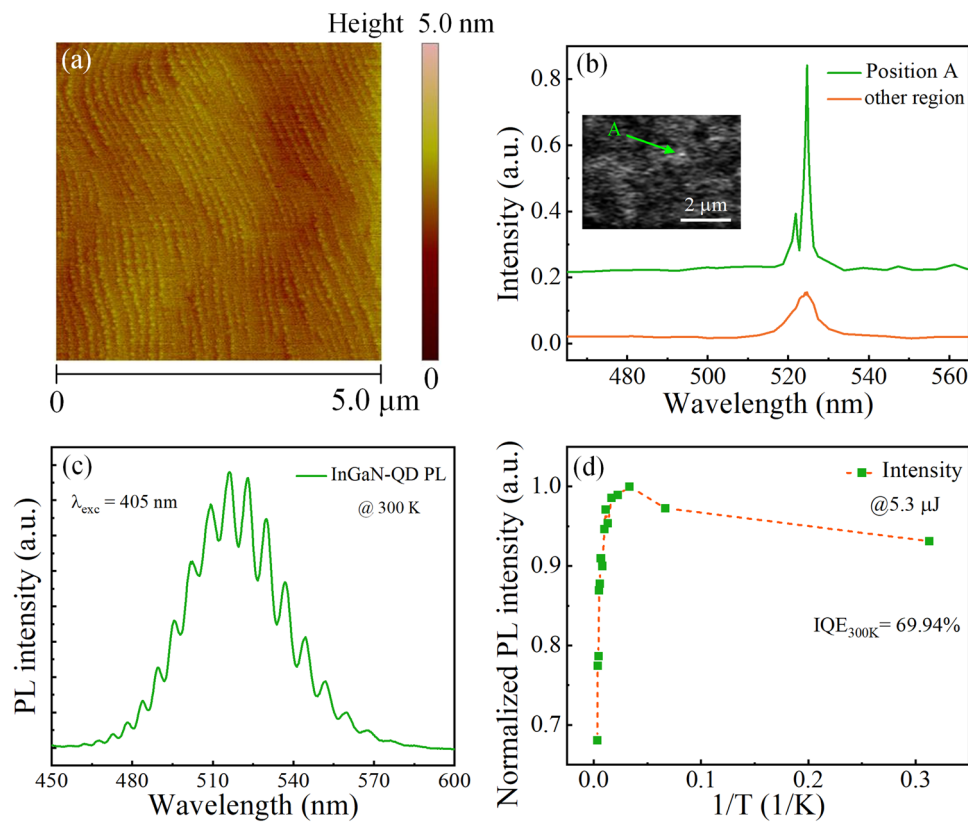 Height 5.0 nm
(a)
0
0
5.0 μm
(b)
Position A
other region
A
2 μm
Intensity (a.u.)
0.8
0.6
0.4
0.2
0.0
480 500 520 540 560
Wavelength (nm)
(c)
InGaN-QD PL
λexc = 405 nm
@ 300 K
PL intensity (a.u.)
450 480 510 540 570 600
Wavelength (nm)
(d)
Intensity
@5.3 μJ
IQE300K= 69.94%
Normalized PL intensity (a.u.)
1.0
0.9
0.8
0.7
0.0 0.1 0.2 0.3
1/T (1/K)